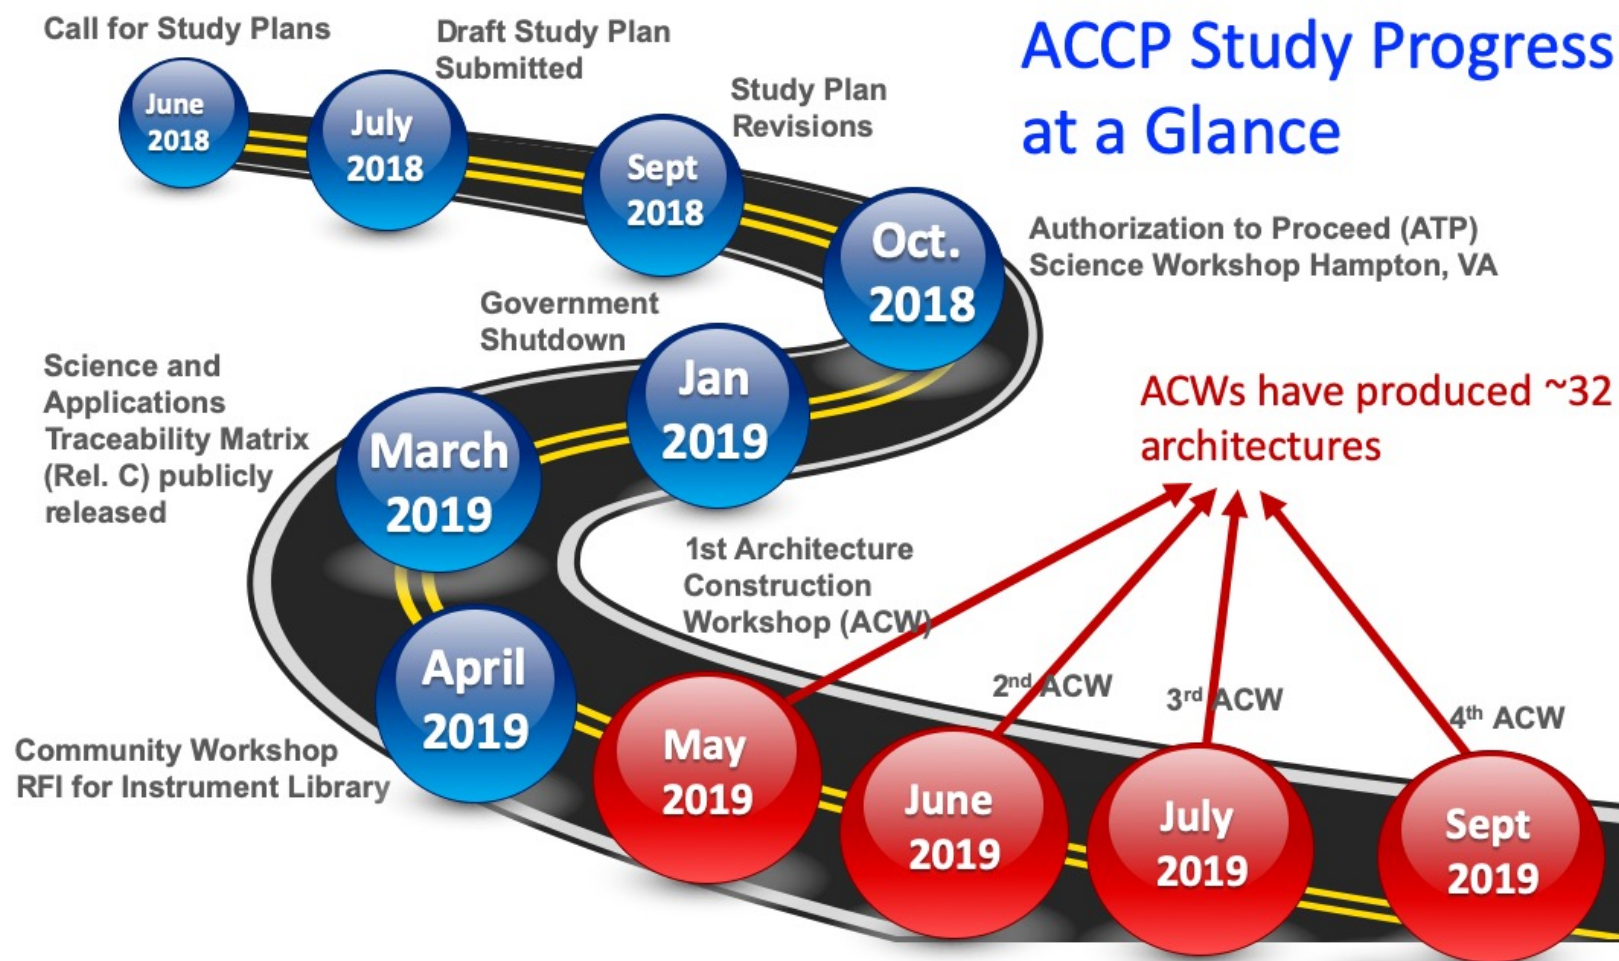 ACCP Study Progress
at a Glance
Call for Study Plans
June
2018
Draft Study Plan
Submitted
July
2018
Study Plan
Revisions
Sept
2018
Authorization to Proceed (ATP)
Science Workshop Hampton, VA
Oct.
2018
Government
Shutdown
Jan
2019
Science and
Applications
Traceability Matrix
(Rel. C) publicly
released
March
2019
Community Workshop
RFI for Instrument Library
April
2019
1st Architecture
Construction
Workshop (ACW)
May
2019
2nd ACW
June
2019
3rd ACW
July
2019
4th ACW
Sept
2019
ACWs have produced ~32
architectures